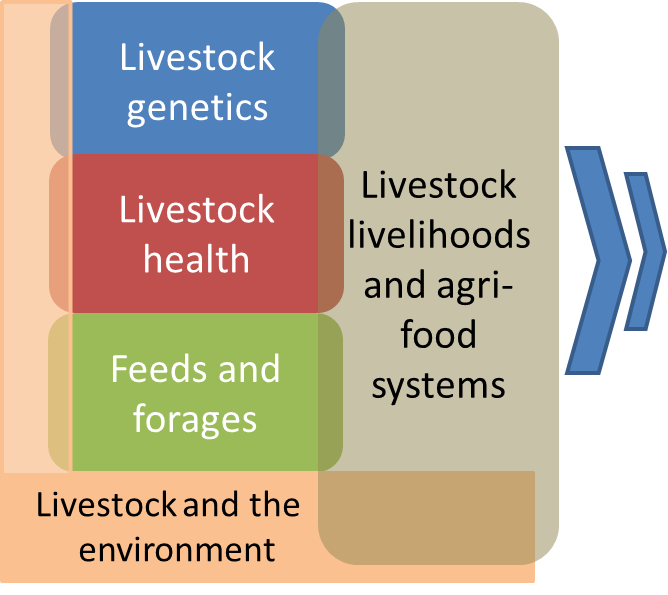 Livestock
genetics
Livestock
health
Feeds and
forages
Livestock
livelihoods
and agri-
food
systems
Livestock and the
environment